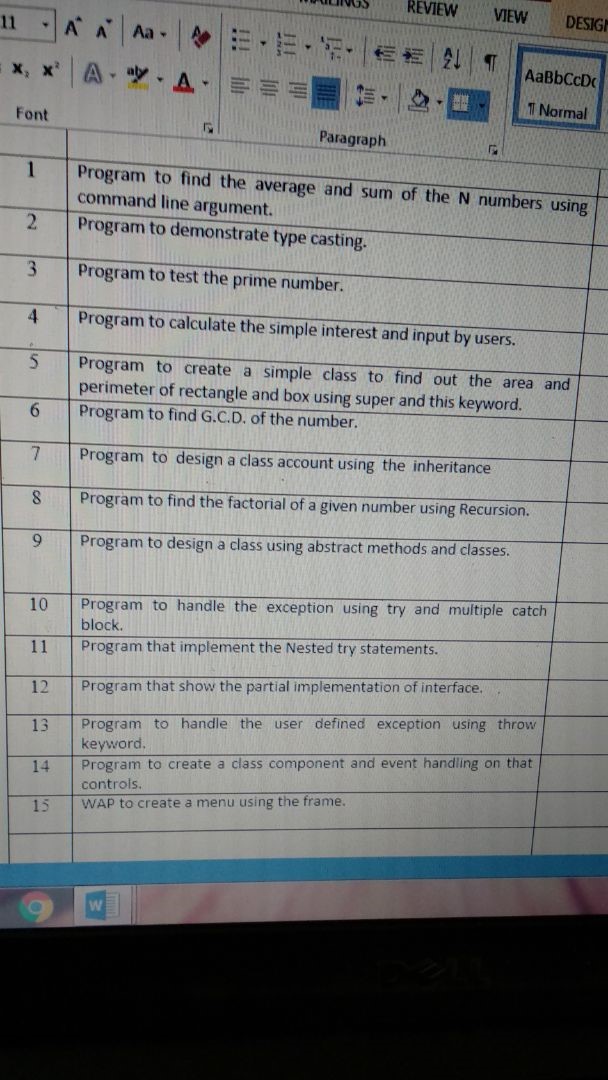 MAILINGS REVIEW VIEW DESIG
11 A A Aa
X₂ X² A aby A AaBbCcDc
¶ Normal
Font Paragraph
1 Program to find the average and sum of the N numbers using
command line argument.
2 Program to demonstrate type casting.
3 Program to test the prime number.
4 Program to calculate the simple interest and input by users.
5 Program to create a simple class to find out the area and
perimeter of rectangle and box using super and this keyword.
6 Program to find G.C.D. of the number.
7 Program to design a class account using the inheritance
8 Program to find the factorial of a given number using Recursion.
9 Program to design a class using abstract methods and classes.
10 Program to handle the exception using try and multiple catch
block.
11 Program that implement the Nested try statements.
12 Program that show the partial implementation of interface.
13 Program to handle the user defined exception using throw
keyword.
14 Program to create a class component and event handling on that
controls.
15 WAP to create a menu using the frame.
W
DELL